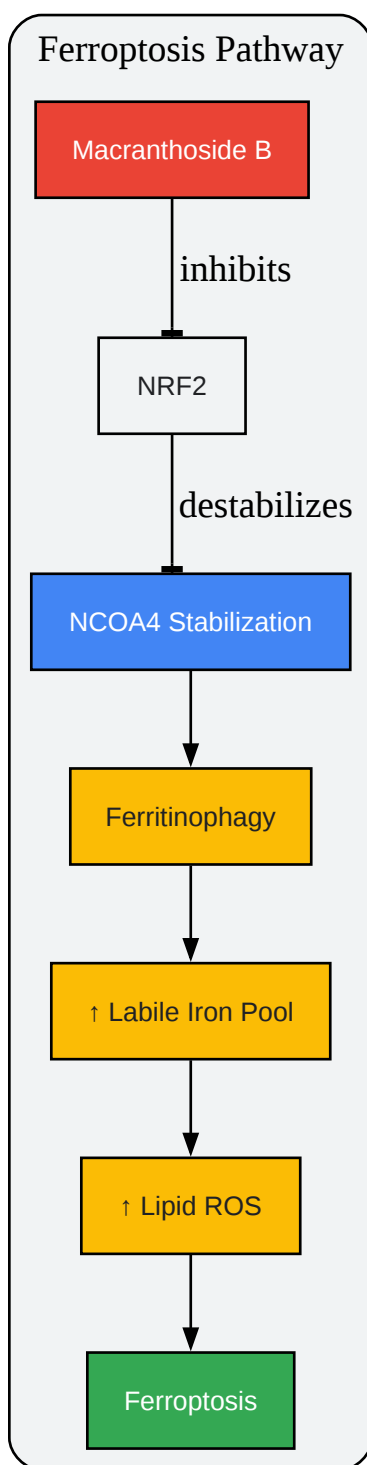 Ferroptosis Pathway
Macranthoside B
inhibits
NRF2
destabilizes
NCOA4 Stabilization
Ferritinophagy
↑ Labile Iron Pool
↑ Lipid ROS
Ferroptosis